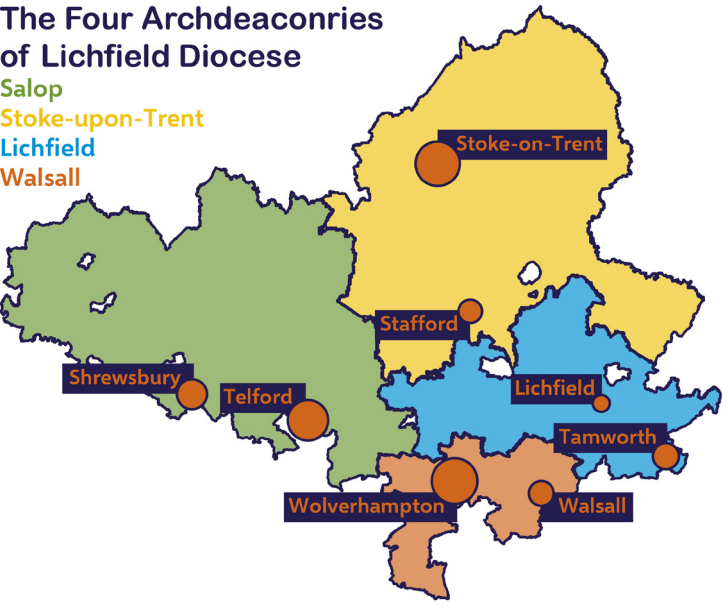 The Four Archdeaconries
of Lichfield Diocese
Salop
Stoke-upon-Trent
Lichfield
Walsall
Stoke-on-Trent
Stafford
Shrewsbury
Telford
Lichfield
Tamworth
Wolverhampton
Walsall